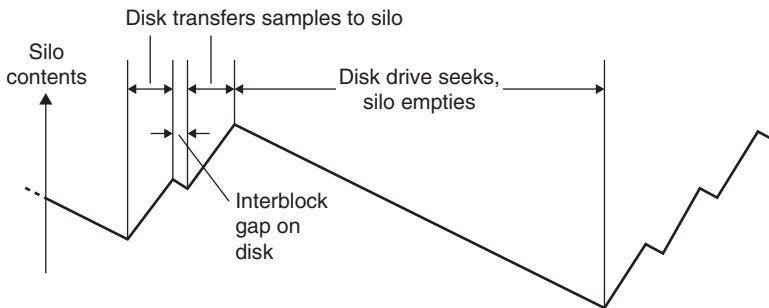 Disk transfers samples to silo
Silo
contents
Disk drive seeks,
silo empties
Interblock
gap on
disk